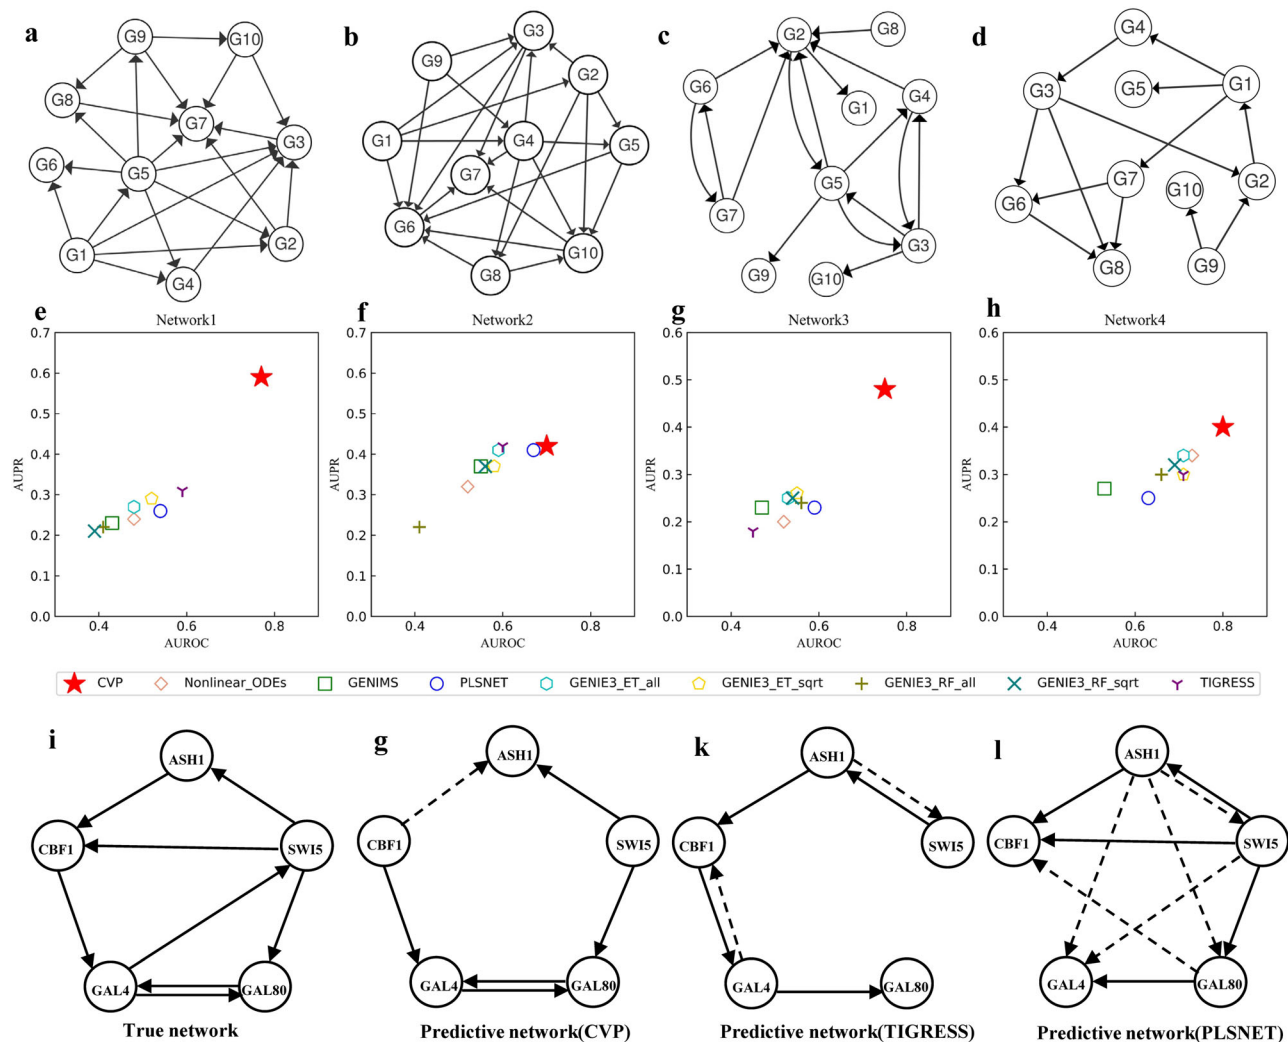 a
G9
G10
G8
G7
G3
G6
G5
G1
G2
G4
b
G3
G9
G2
G1
G4
G5
G7
G6
G10
G8
c
G2
G8
G6
G1
G4
G5
G7
G3
G9
G10
d
G4
G3
G5
G1
G7
G10
G2
G6
G8
G9
e
Network1
0.7
0.6
0.5
0.4
0.3
0.2
0.1
0.0
AUPR
0.4 0.6 0.8
AUROC
f
Network2
0.7
0.6
0.5
0.4
0.3
0.2
0.1
0.0
AUPR
0.4 0.6 0.8
AUROC
g
Network3
0.6
0.5
0.4
0.3
0.2
0.1
0.0
AUPR
0.4 0.6 0.8
AUROC
h
Network4
0.6
0.5
0.4
0.3
0.2
0.1
0.0
AUPR
0.4 0.6 0.8
AUROC
CVP Nonlinear_ODEs GENIMS PLSNET GENIE3_ET_all GENIE3_ET_sqrt GENIE3_RF_all GENIE3_RF_sqrt TIGRESS
i
ASH1
CBF1
SWI5
GAL4
GAL80
True network
g
ASH1
CBF1
SWI5
GAL4
GAL80
Predictive network(CVP)
k
ASH1
CBF1
SWI5
GAL4
GAL80
Predictive network(TIGRESS)
l
ASH1
CBF1
SWI5
GAL4
GAL80
Predictive network(PLSNET)